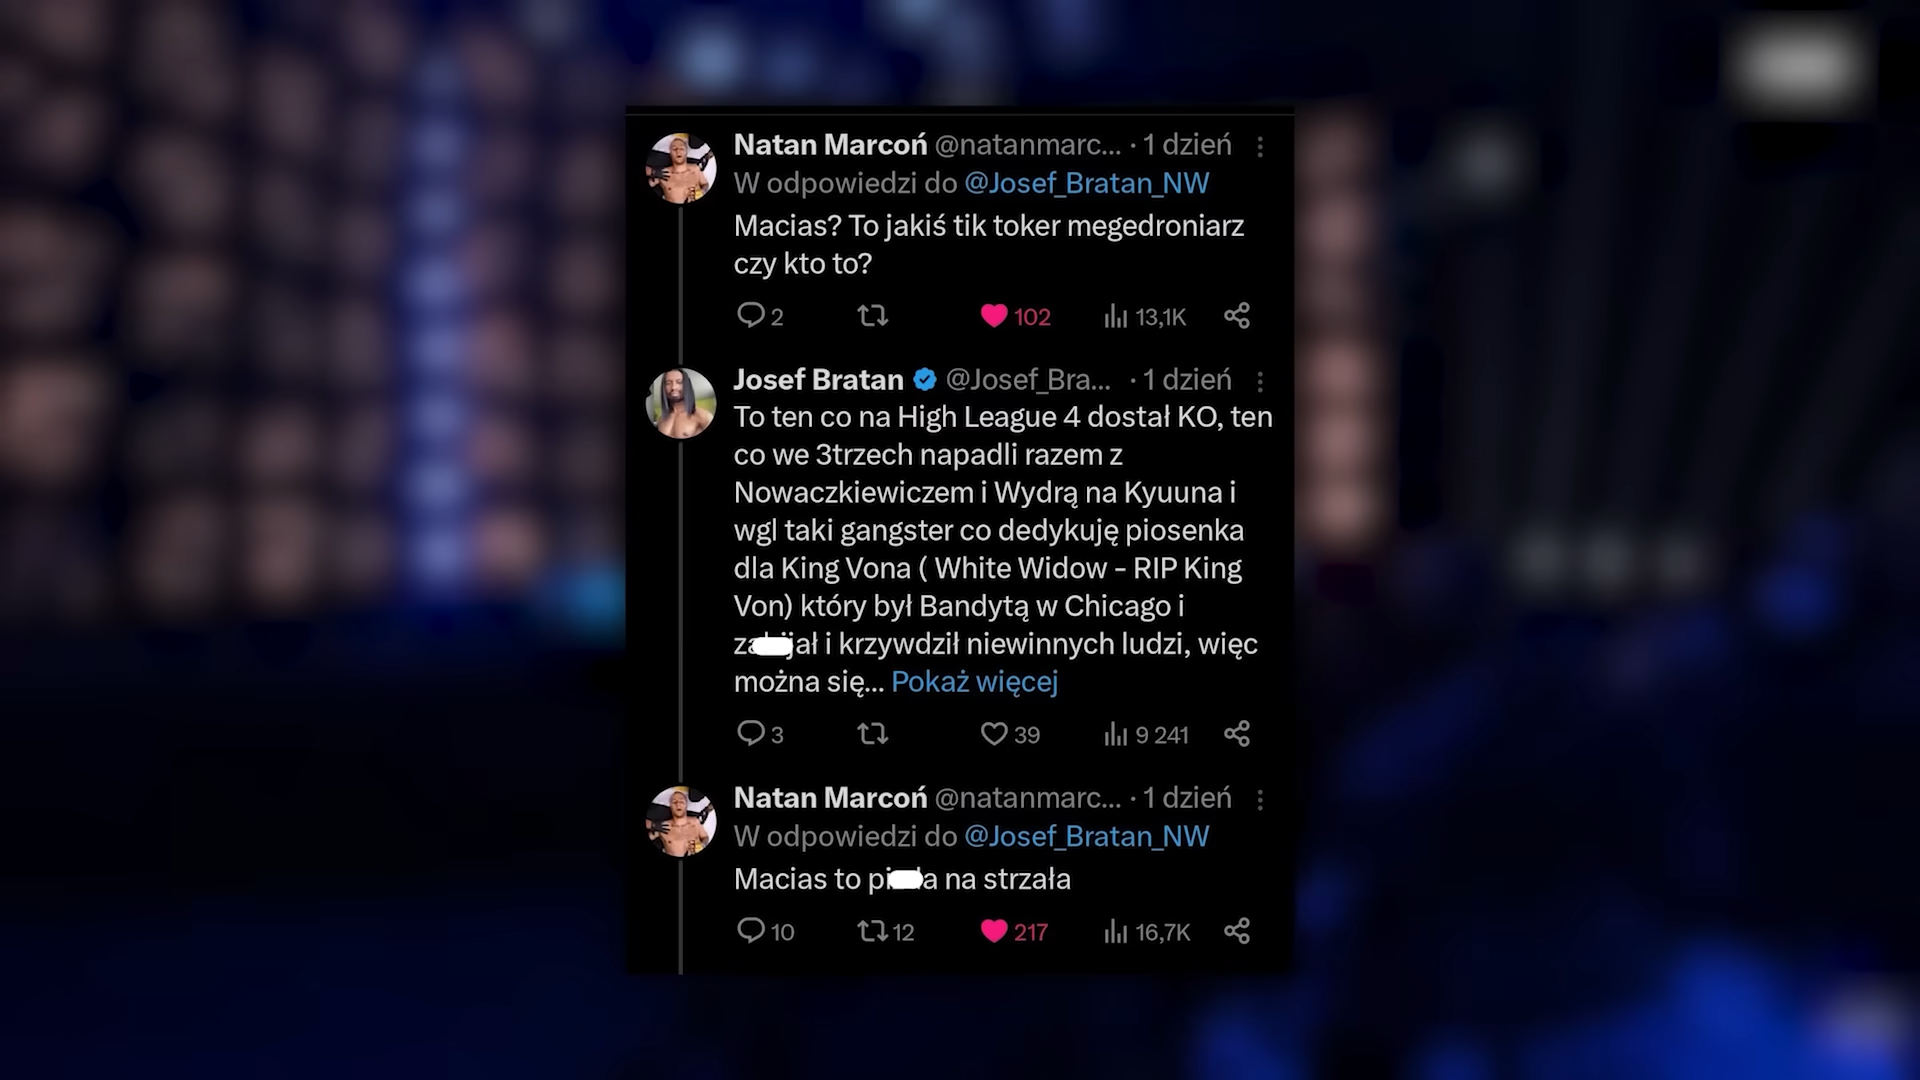 Natan Marcoń @natanmarc... · 1 dzień
W odpowiedzi do @Josef_Bratan_NW
Macias? To jakiś tik toker megedroniarz
czy kto to?
2 102 13,1K
Josef Bratan @Josef_Bra... · 1 dzień
To ten co na High League 4 dostał KO, ten
co we 3trzech napadli razem z
Nowaczkiewiczem i Wydrą na Kyuuna i
wgl taki gangster co dedykuję piosenka
dla King Vona ( White Widow - RIP King
Von) który był Bandytą w Chicago i
i krzywdził niewinnych ludzi, więc
można się... Pokaż więcej
3 39 9 241
Natan Marcoń @natanmarc... · 1 dzień
W odpowiedzi do @Josef_Bratan_NW
Macias to na strzała
10 12 217 16,7K